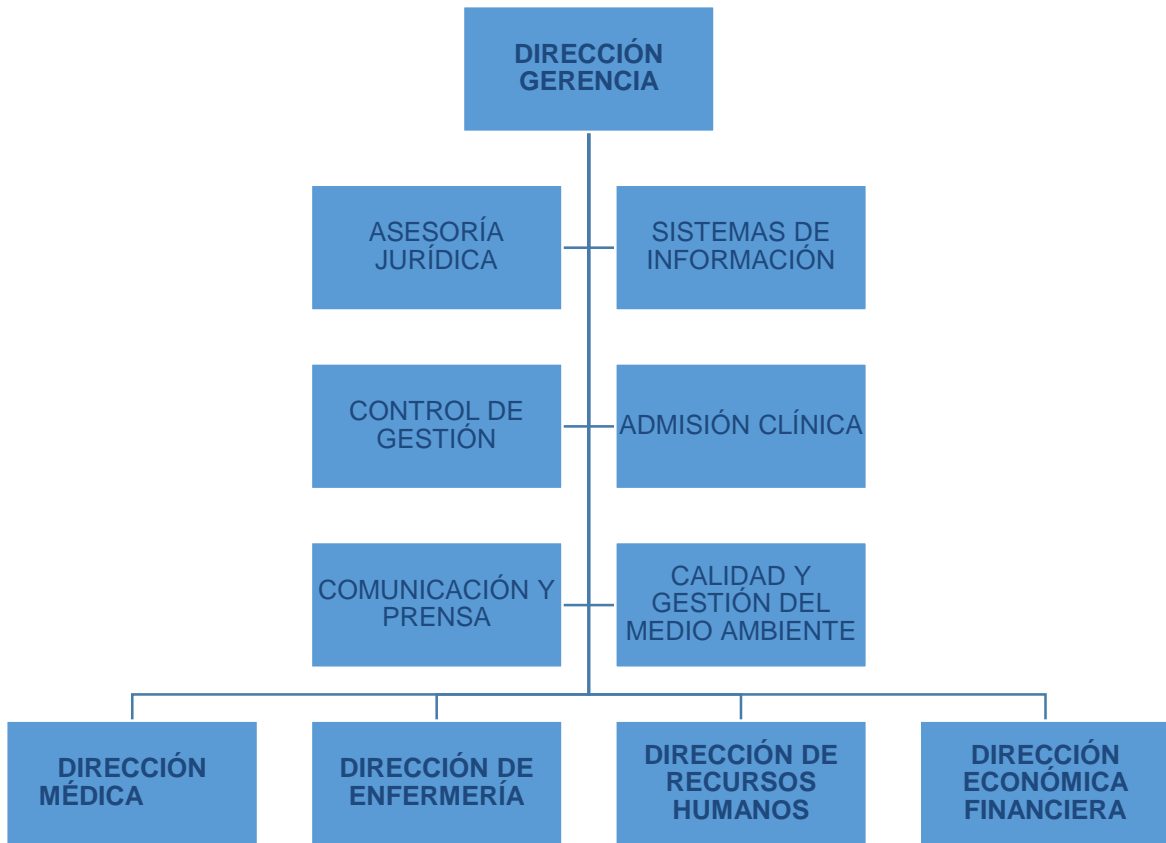 DIRECCIÓN
GERENCIA
ASESORÍA
JURÍDICA
SISTEMAS DE
INFORMACIÓN
CONTROL DE
GESTIÓN
ADMISIÓN CLÍNICA
COMUNICACIÓN Y
PRENSA
CALIDAD Y
GESTIÓN DEL
MEDIO AMBIENTE
DIRECCIÓN
MÉDICA
DIRECCIÓN DE
ENFERMERÍA
DIRECCIÓN DE
RECURSOS
HUMANOS
DIRECCIÓN
ECONÓMICA
FINANCIERA